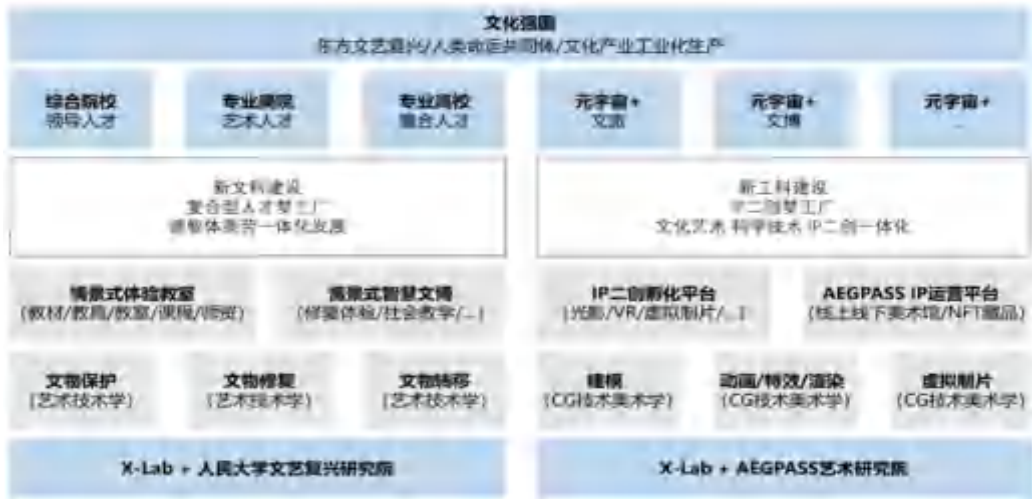 文化强国
东方文艺复兴/人类命运共同体/文化产业工业化生产
综合院校
领导人才
专业美院
艺术人才
专业高校
复合人才
元宇宙+
文旅
元宇宙+
文博
元宇宙+
...
新文科建设
复合型人才梦工厂
德智体美劳一体化发展
新工科建设
IP二创梦工厂
文化艺术 科学技术 IP二创一体化
情景式体验教室
(教材/教具/教室/课程/师资)
情景式智慧文博
(修复体验/社会教学/...)
IP二创孵化平台
(光影/VR/虚拟制片/...)
AEGPASS IP运营平台
(线上线下美术馆/NFT藏品)
文物保护
(艺术技术学)
文物修复
(艺术技术学)
文物转移
(艺术技术学)
建模
(CG技术美术学)
动画/特效/渲染
(CG技术美术学)
虚拟制片
(CG技术美术学)
X-Lab + 人民大学文艺复兴研究院
X-Lab + AEGPASS艺术研究院